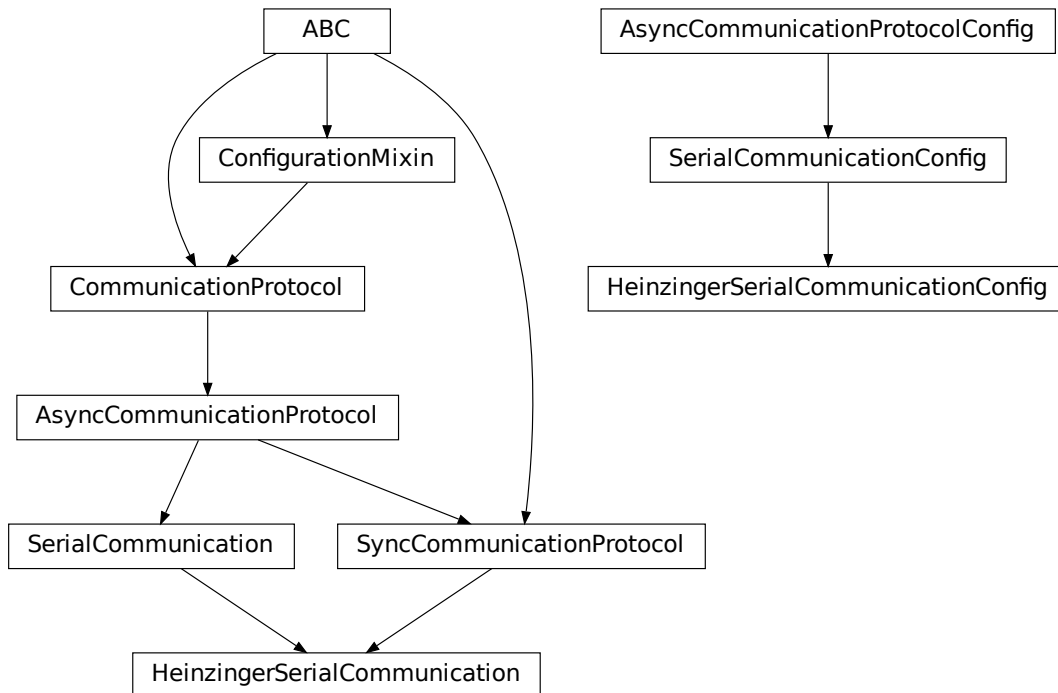 ABC
AsyncCommunicationProtocolConfig
ConfigurationMixin
SerialCommunicationConfig
CommunicationProtocol
HeinzingerSerialCommunicationConfig
AsyncCommunicationProtocol
SerialCommunication
SyncCommunicationProtocol
HeinzingerSerialCommunication